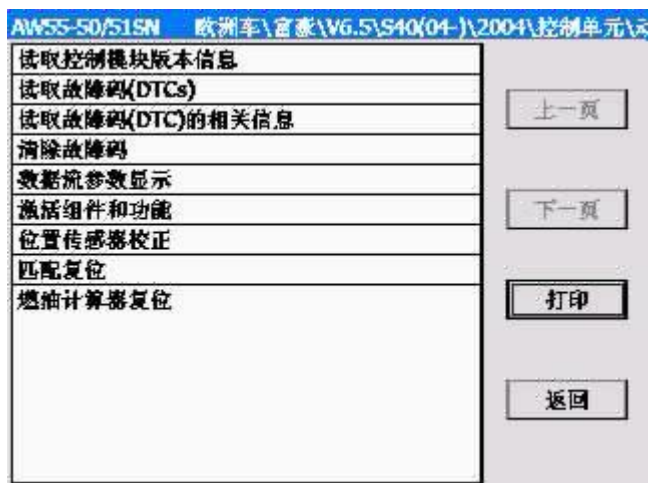 AW55-50/51SN 欧洲车\富豪\V6.5\S40(04-)\2004\控制单元\
读取控制模块版本信息
读取故障码(DTCs)
读取故障码(DTC)的相关信息
清除故障码
数据流参数显示
激活组件和功能
位置传感器校正
匹配复位
燃油计算器复位
上一页
下一页
打印
返回